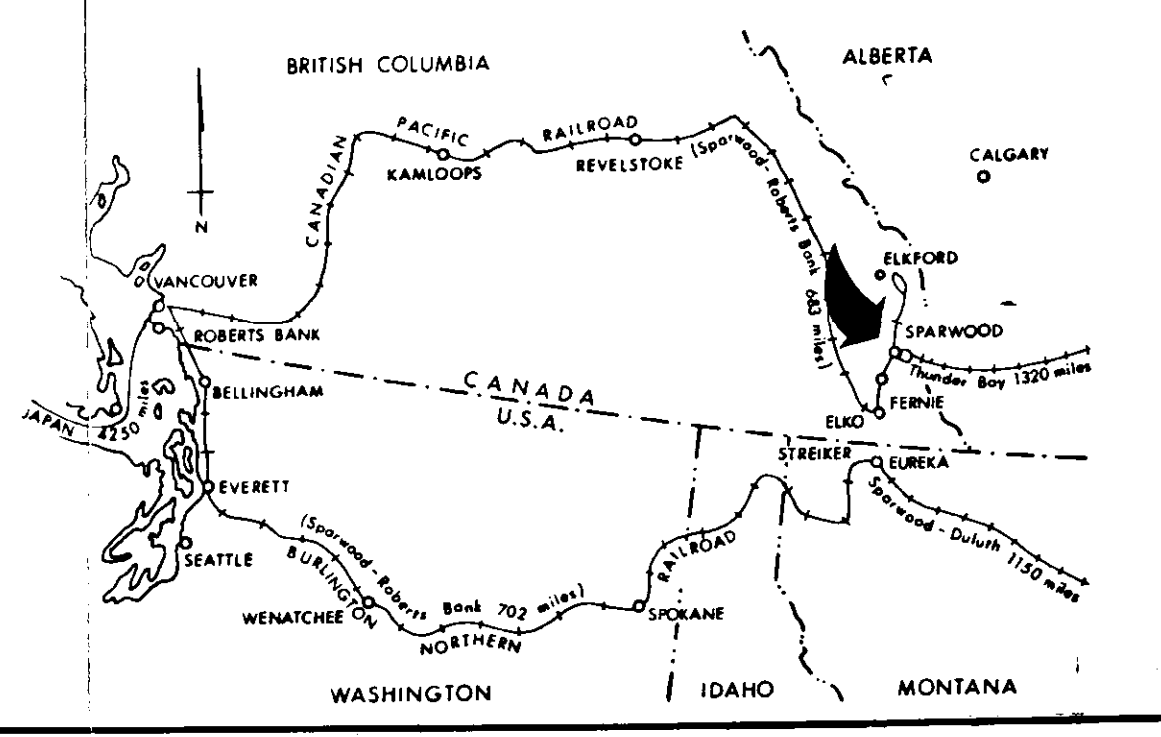 BRITISH COLUMBIA
ALBERTA
CANADIAN PACIFIC RAILROAD
KAMLOOPS
REVELSTOKE
(Sparwood - Roberts Bank 683 miles)
CALGARY
N
ELKFORD
VANCOUVER
ROBERTS BANK
SPARWOOD
Thunder Bay 1320 miles
BELLINGHAM
CANADA
U.S.A.
FERNIE
ELKO
JAPAN 4250 miles
STREIKER
EUREKA
EVERETT
Sparwood - Duluth 1150 miles
SEATTLE
(Sparwood - Roberts Bank 702 miles)
BURLINGTON NORTHERN RAILROAD
WENATCHEE
SPOKANE
WASHINGTON
IDAHO
MONTANA